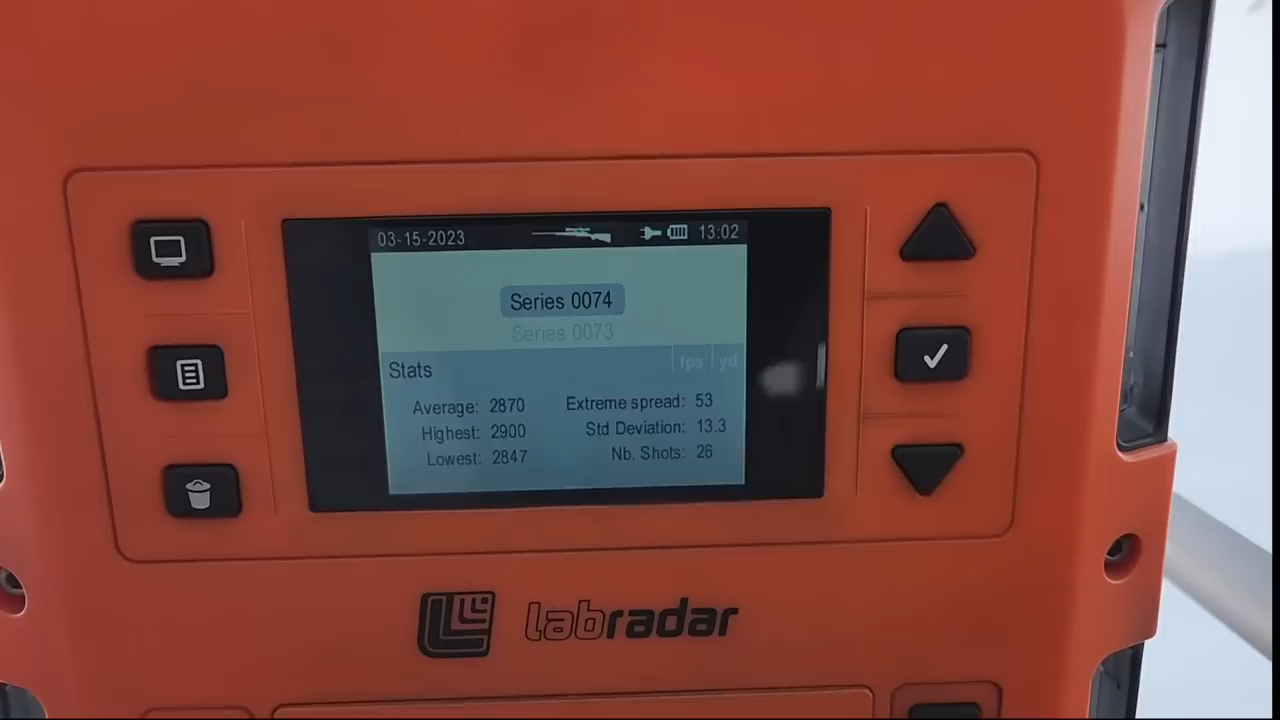 03-15-2023 13:02
Series 0074
Series 0073
Stats fps yd
Average: 2870 Extreme spread: 53
Highest: 2900 Std Deviation: 13.3
Lowest: 2847 Nb. Shots: 26
labradar